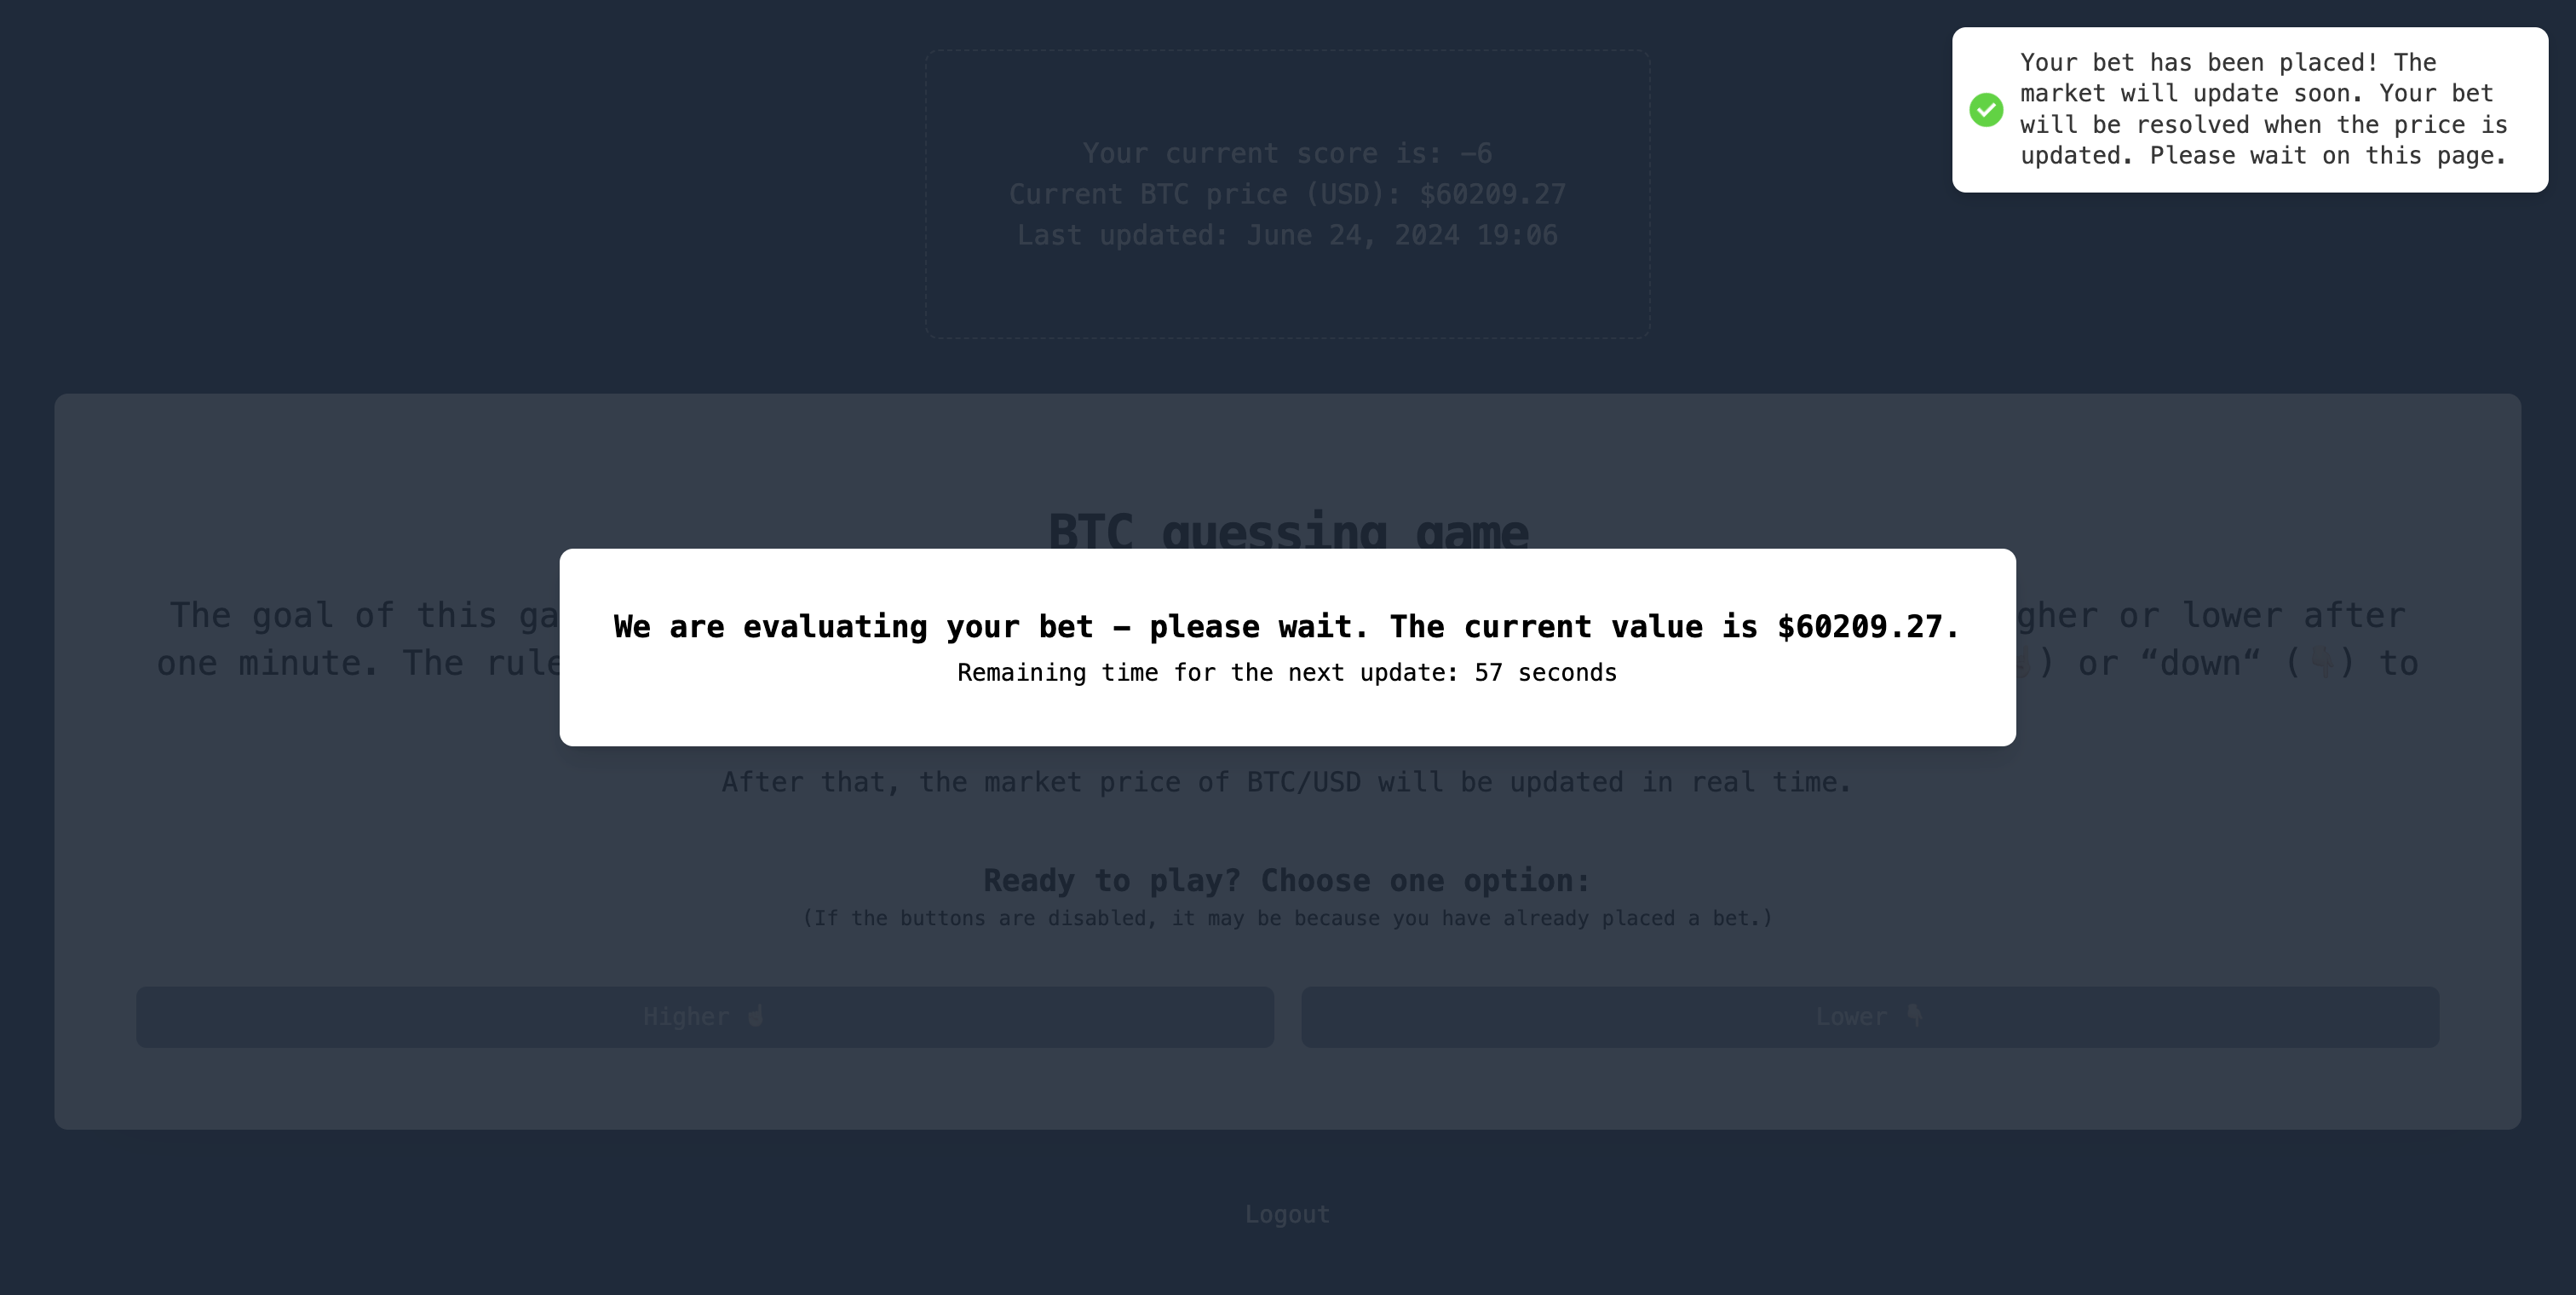 Your bet has been placed! The
market will update soon. Your bet
will be resolved when the price is
updated. Please wait on this page.
Your current score is: -6
Current BTC price (USD): $60209.27
Last updated: June 24, 2024 19:06
BTC guessing game
The goal of this ga
gher or lower after
one minute. The rule
) or “down“ (👇) to
We are evaluating your bet – please wait. The current value is $60209.27.
Remaining time for the next update: 57 seconds
After that, the market price of BTC/USD will be updated in real time.
Ready to play? Choose one option:
(If the buttons are disabled, it may be because you have already placed a bet.)
Higher ☝
Lower 👇
Logout